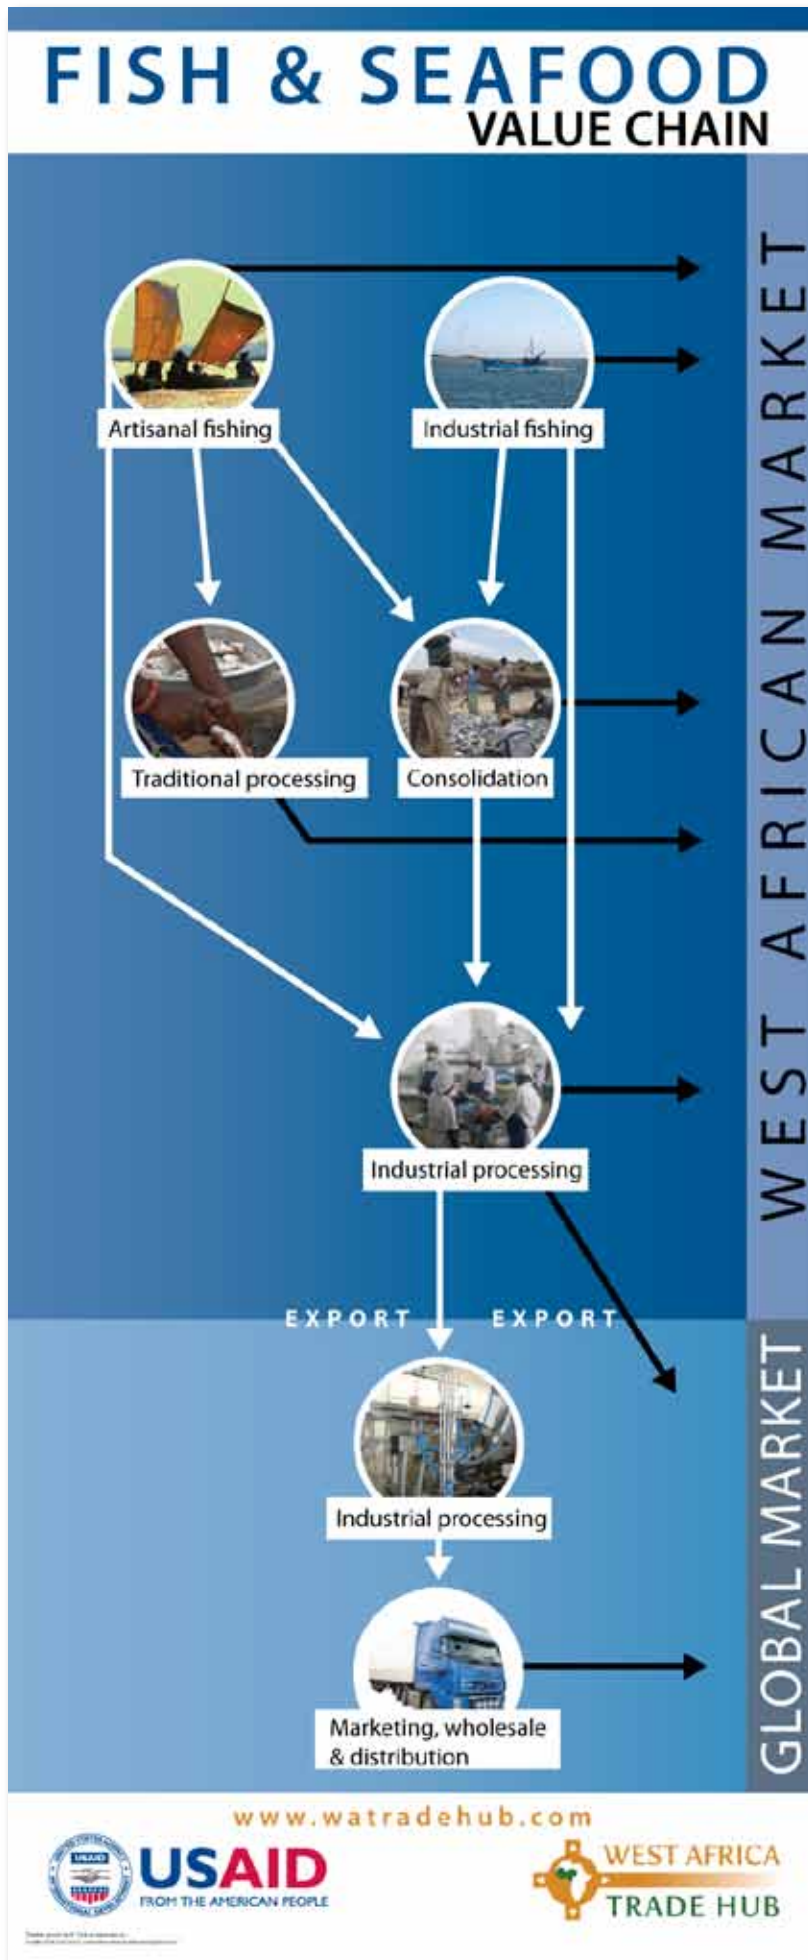 FISH & SEAFOOD
VALUE CHAIN
Artisanal fishing
Industrial fishing
Traditional processing
Consolidation
Industrial processing
WEST AFRICAN MARKET
EXPORT EXPORT
Industrial processing
Marketing, wholesale
& distribution
GLOBAL MARKET
www.watradehub.com
USAID
USAID
FROM THE AMERICAN PEOPLE
WEST AFRICA
TRADE HUB